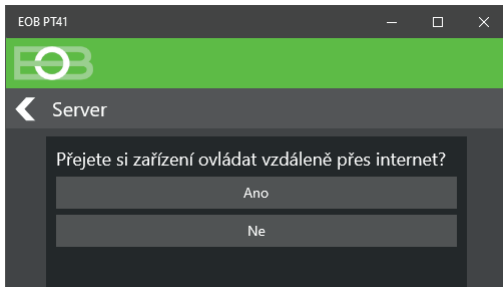 EOB PT41
EOB
Server
Přejete si zařízení ovládat vzdáleně přes internet?
Ano
Ne